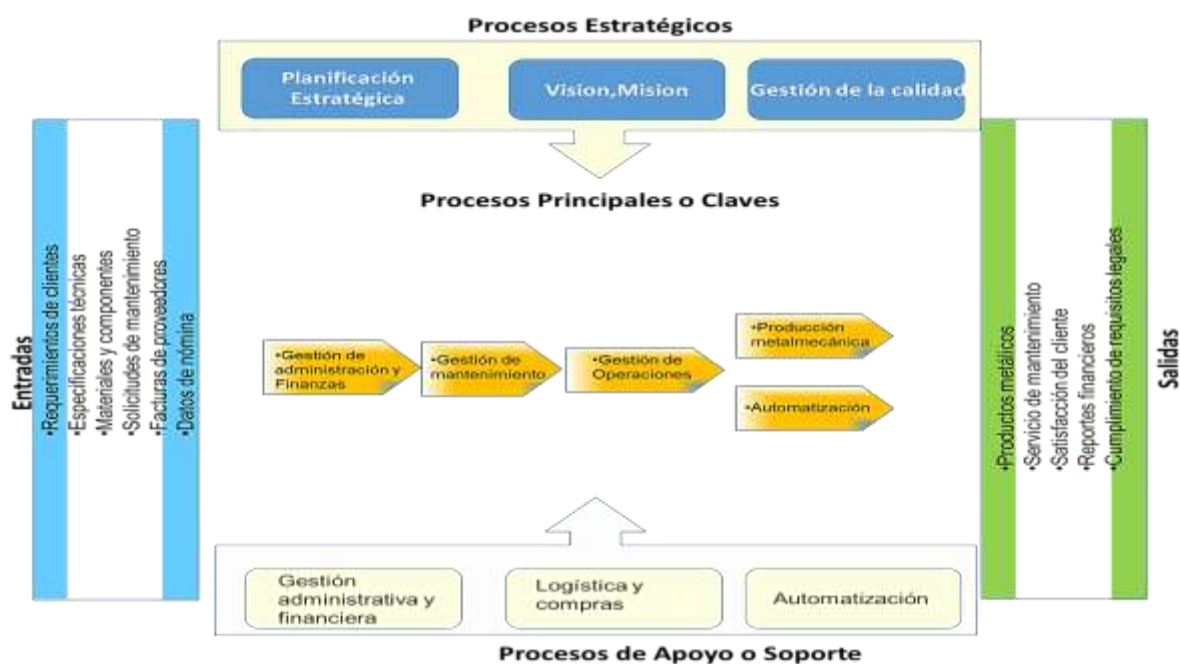 Procesos Estratégicos
Planificación
Estratégica
Vision,Mision
Gestión de la calidad
Procesos Principales o Claves
Entradas
•Requerimientos de clientes
•Especificaciones técnicas
•Materiales y componentes
•Solicitudes de mantenimiento
•Facturas de proveedores
•Datos de nómina
•Gestión de
administración y
Finanzas
•Gestión de
mantenimiento
•Gestión de
Operaciones
•Producción
metalmecánica
•Automatización
•Productos metálicos
•Servicio de mantenimiento
•Satisfacción del cliente
•Reportes financieros
•Cumplimiento de requisitos legales
Salidas
Gestión
administrativa y
financiera
Logística y
compras
Automatización
Procesos de Apoyo o Soporte